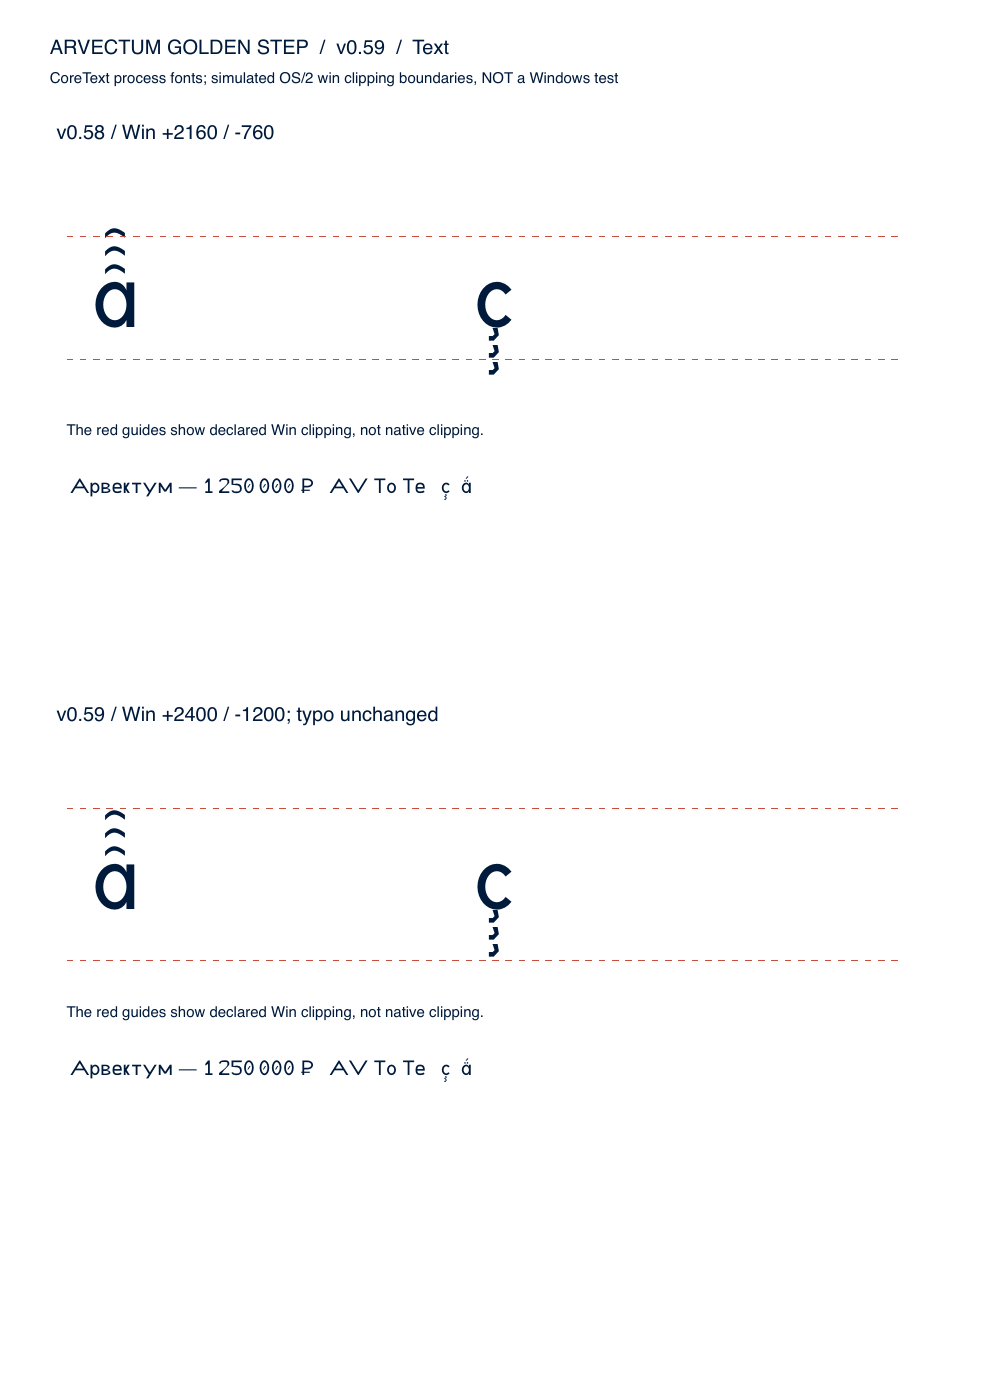 ARVECTUM GOLDEN STEP / v0.59 / Text
CoreText process fonts; simulated OS/2 win clipping boundaries, NOT a Windows test
v0.58 / Win +2160 / -760
The red guides show declared Win clipping, not native clipping.
Арвектум — 1 250 000 ₽ AV To Te
v0.59 / Win +2400 / -1200; typo unchanged
The red guides show declared Win clipping, not native clipping.
Арвектум — 1 250 000 ₽ AV To Te